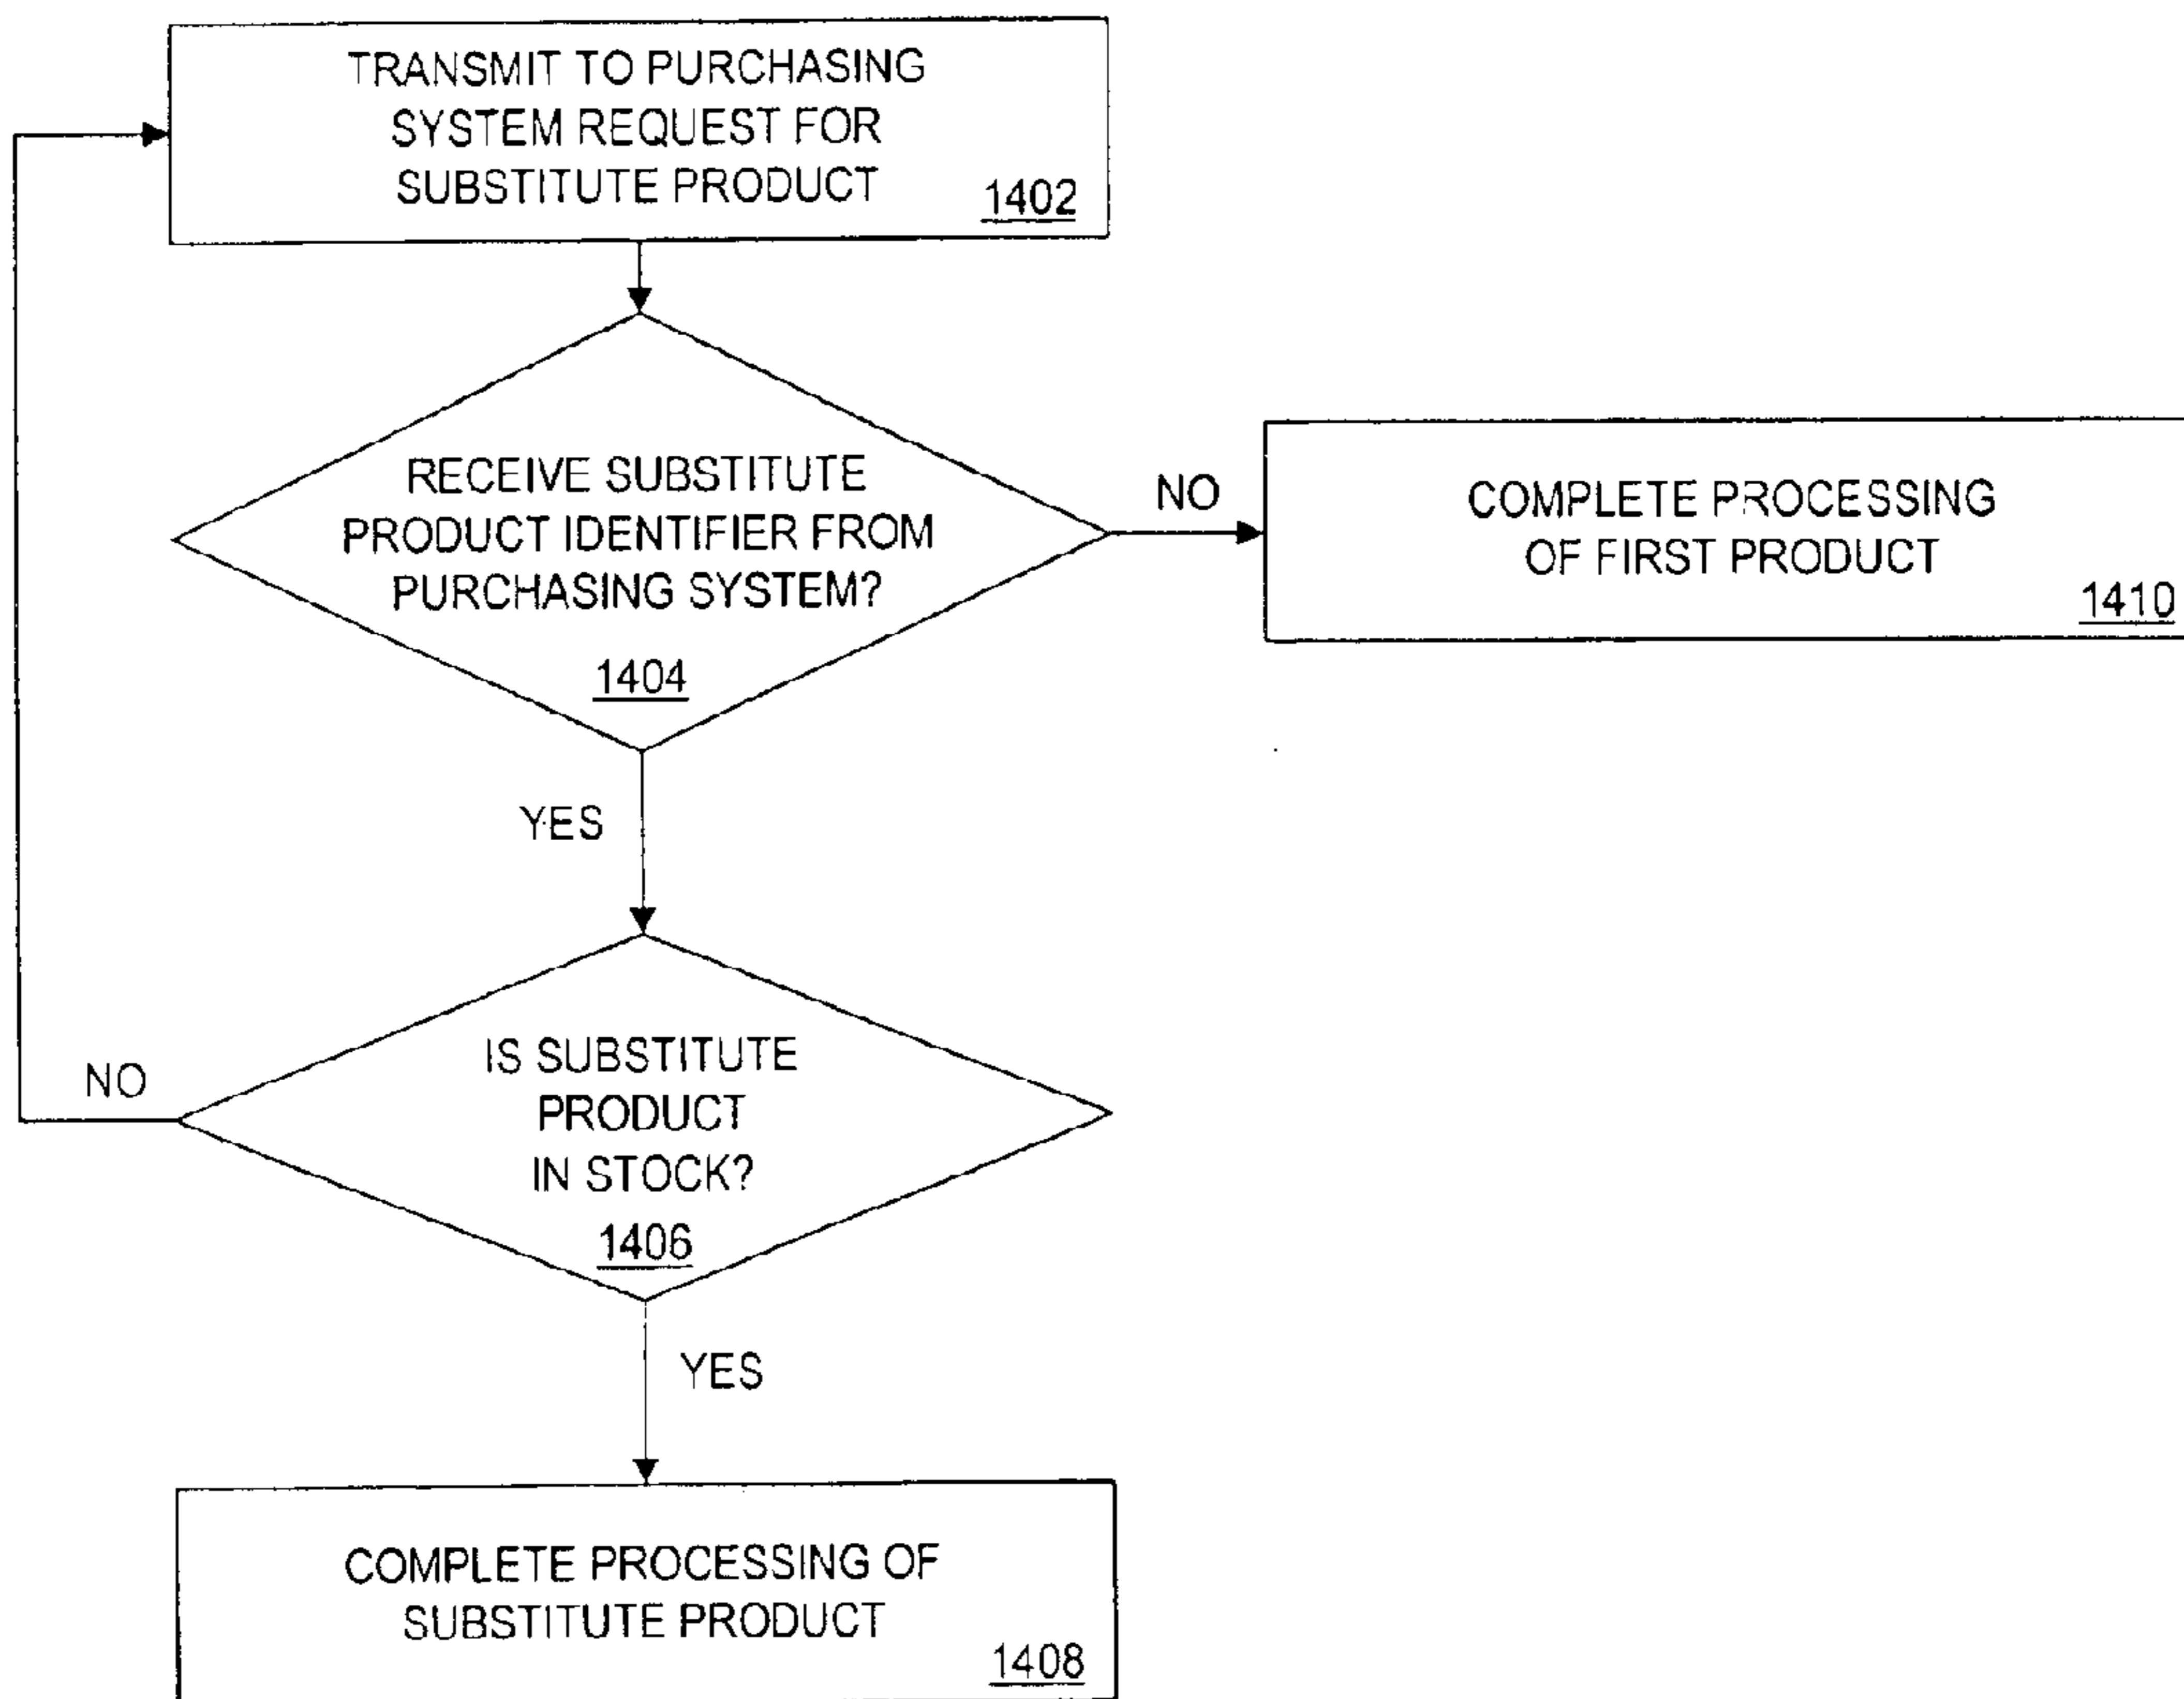 TRANSMIT TO PURCHASING
SYSTEM REQUEST FOR
SUBSTITUTE PRODUCT
1402
RECEIVE SUBSTITUTE
PRODUCT IDENTIFIER FROM
PURCHASING SYSTEM?
1404
NO
COMPLETE PROCESSING
OF FIRST PRODUCT
1410
YES
IS SUBSTITUTE
PRODUCT
IN STOCK?
1406
NO
YES
COMPLETE PROCESSING OF
SUBSTITUTE PRODUCT
1408